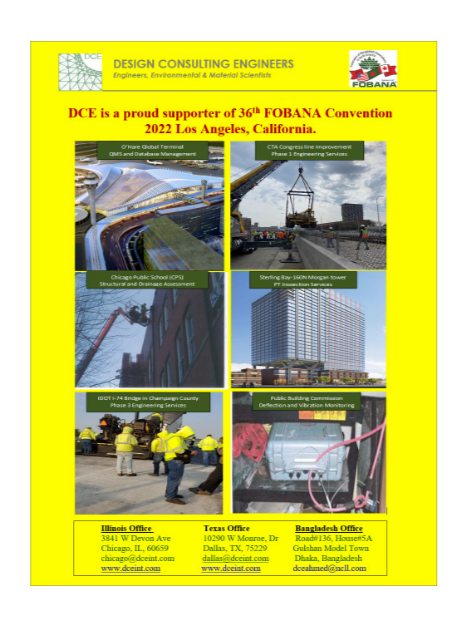 DCE
DESIGN CONSULTING ENGINEERS
Engineers, Environmental & Material Scientists
FOBANA
DCE is a proud supporter of 36th FOBANA Convention
2022 Los Angeles, California.
O'Hare Global Terminal
QMS and Database Management
CTA Congress line Improvement
Phase 1 Engineering Services
Chicago Public School (CPS)
Structural and Drainage Assessment
Sterling Bay-160N Morgan tower
PT Inspection Services
IDOT I-74 Bridge in Champaign County
Phase 3 Engineering Services
Public Building Commission
Deflection and Vibration Monitoring
Illinois Office
3841 W Devon Ave
Chicago, IL, 60659
chicago@dceint.com
www.dceint.com
Texas Office
10290 W Monroe, Dr
Dallas, TX, 75229
dallas@dceint.com
www.dceint.com
Bangladesh Office
Road#136, House#5A
Gulshan Model Town
Dhaka, Bangladesh
dceahmed@ncll.com